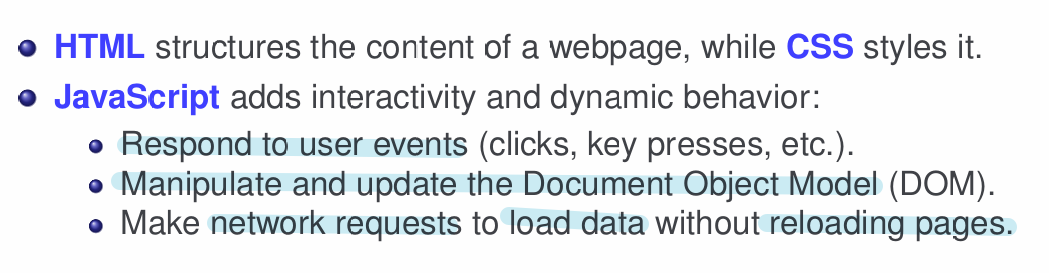 HTML structures the content of a webpage, while CSS styles it.
JavaScript adds interactivity and dynamic behavior:
Respond to user events (clicks, key presses, etc.).
Manipulate and update the Document Object Model (DOM).
Make network requests to load data without reloading pages.